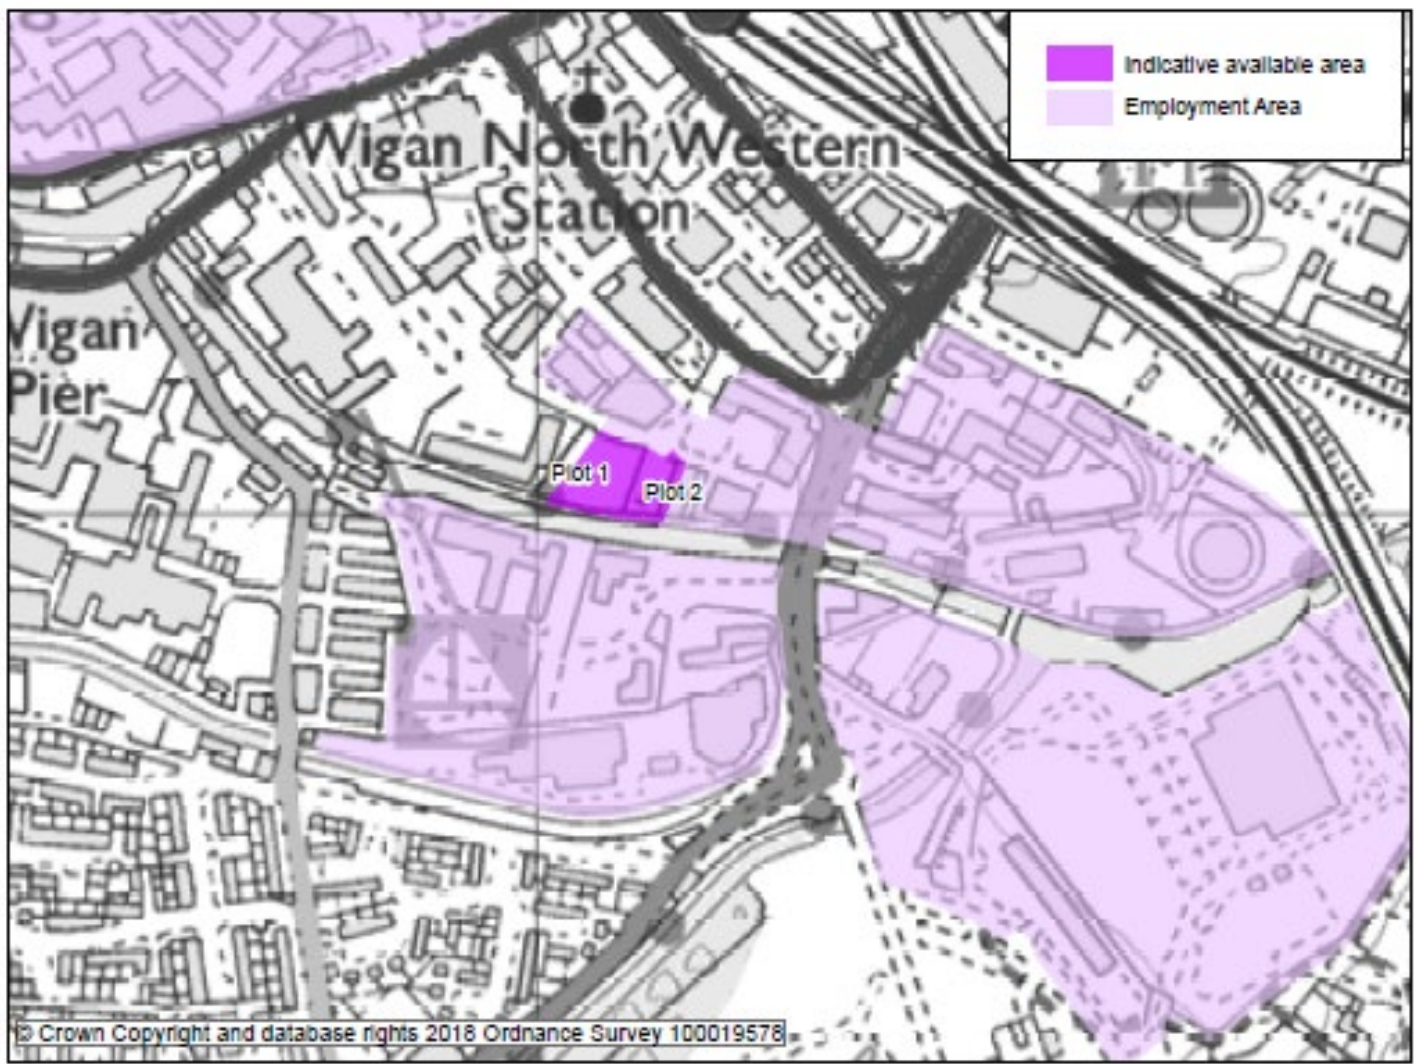 Indicative available area
Employment Area
Wigan North Western
Station
Wigan
Pier
Plot 1
Plot 2
© Crown Copyright and database rights 2018 Ordnance Survey 100019578